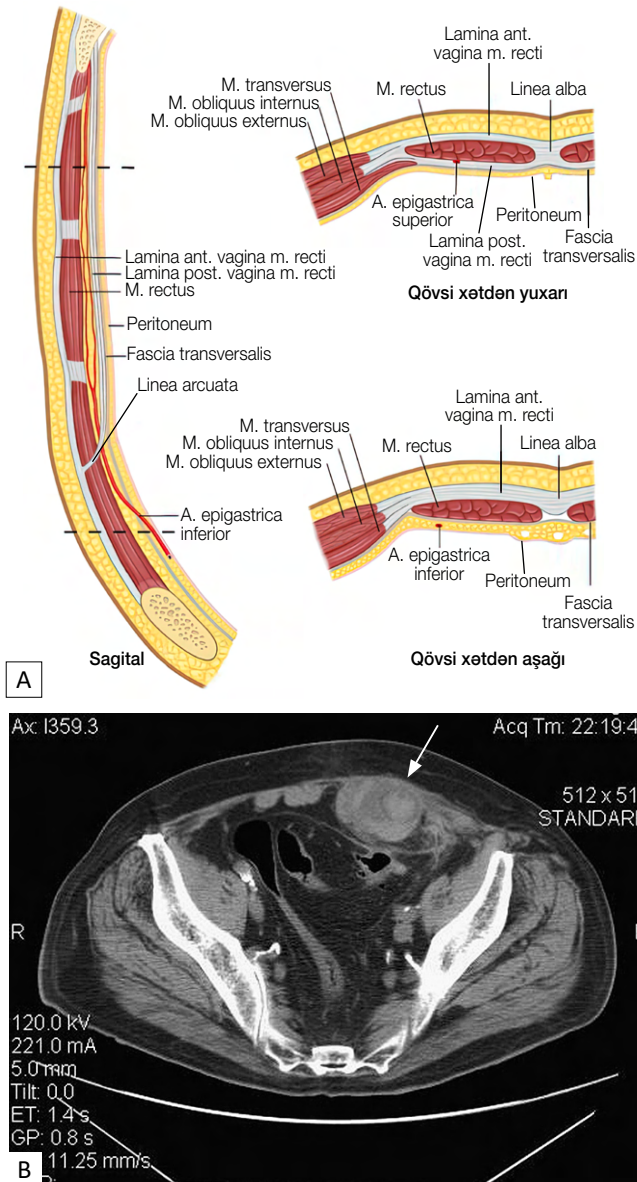 Lamina ant.
vagina m. recti
M. transversus
M. obliquus internus
M. obliquus externus
M. rectus
Linea alba
A. epigastrica
superior
Peritoneum
Lamina post.
vagina m. recti
Fascia
transversalis
Qövsi xətdən yuxarı
Lamina ant. vagina m. recti
Lamina post. vagina m. recti
M. rectus
Peritoneum
Fascia transversalis
Linea arcuata
A. epigastrica
inferior
Sagital
Lamina ant.
vagina m. recti
M. transversus
M. obliquus internus
M. obliquus externus
M. rectus
Linea alba
A. epigastrica
inferior
Peritoneum
Fascia
transversalis
Qövsi xətdən aşağı
A
Ax: I359.3
Acq Tm: 22:19:4
512 x 51
STANDAR
R
120.0 kV
221.0 mA
5.0 mm
Tilt: 0.0
ET: 1.4 s
GP: 0.8 s
11.25 mm/s
B